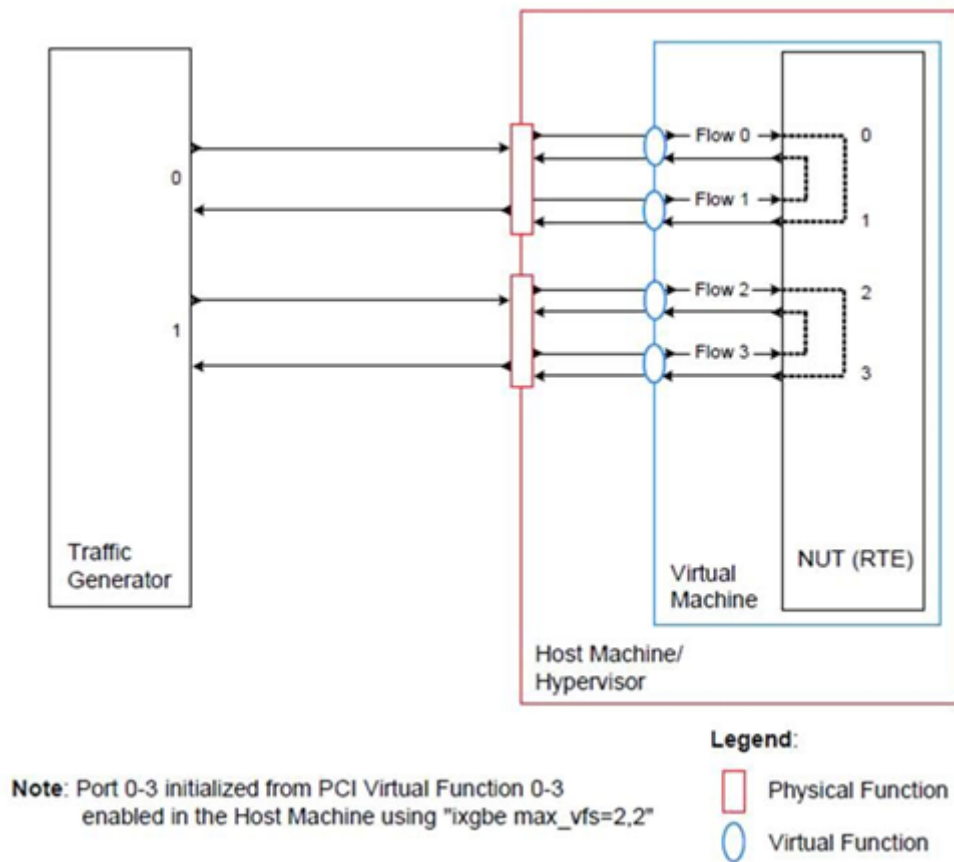 Flow 0
0
0
Flow 1
1
Flow 2
2
1
Flow 3
3
Traffic
Generator
NUT (RTE)
Virtual
Machine
Host Machine/
Hypervisor
Legend:
Note: Port 0-3 initialized from PCI Virtual Function 0-3
enabled in the Host Machine using "ixgbe max_vfs=2,2"
Physical Function
Virtual Function